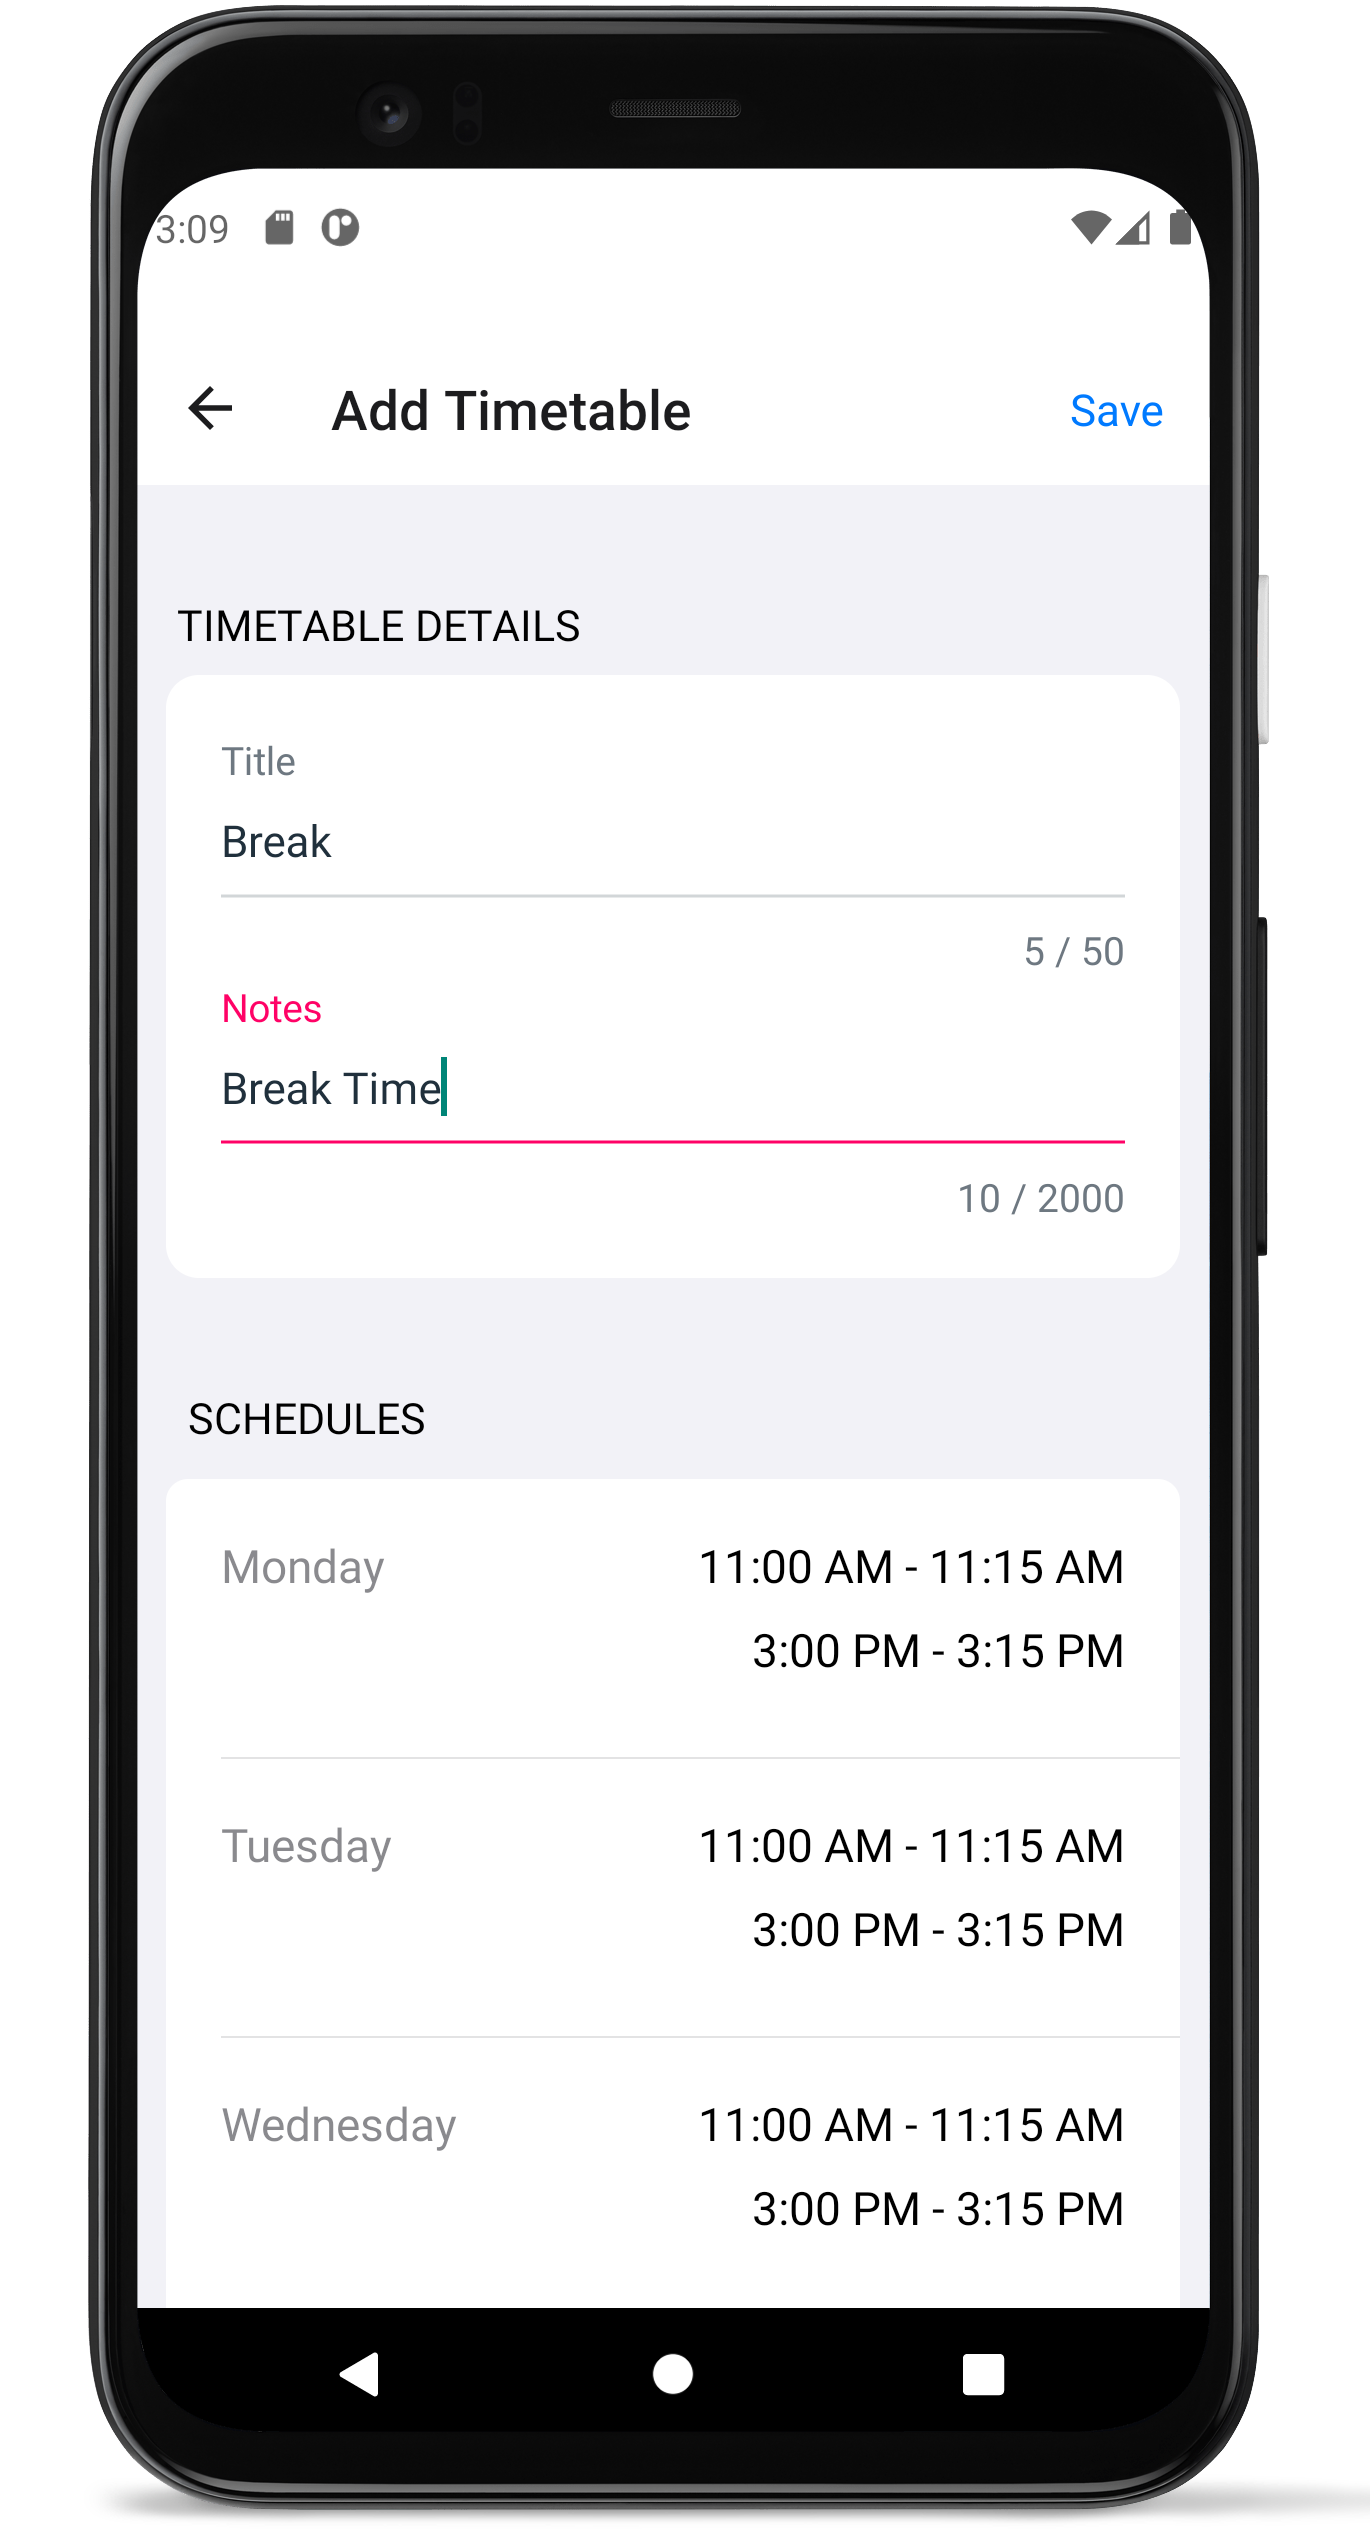 3:09
Add Timetable
Save
TIMETABLE DETAILS
Title
Break
5 / 50
Notes
Break Time
10 / 2000
SCHEDULES
Monday 11:00 AM - 11:15 AM
3:00 PM - 3:15 PM
Tuesday 11:00 AM - 11:15 AM
3:00 PM - 3:15 PM
Wednesday 11:00 AM - 11:15 AM
3:00 PM - 3:15 PM